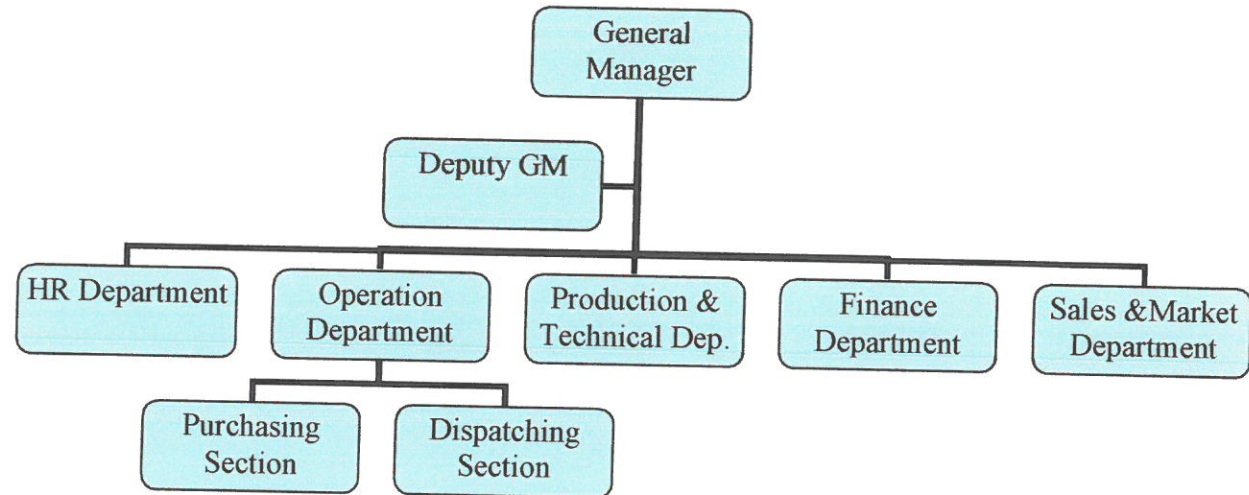 General
Manager
Deputy GM
HR Department
Operation
Department
Production &
Technical Dep.
Finance
Department
Sales &Market
Department
Purchasing
Section
Dispatching
Section